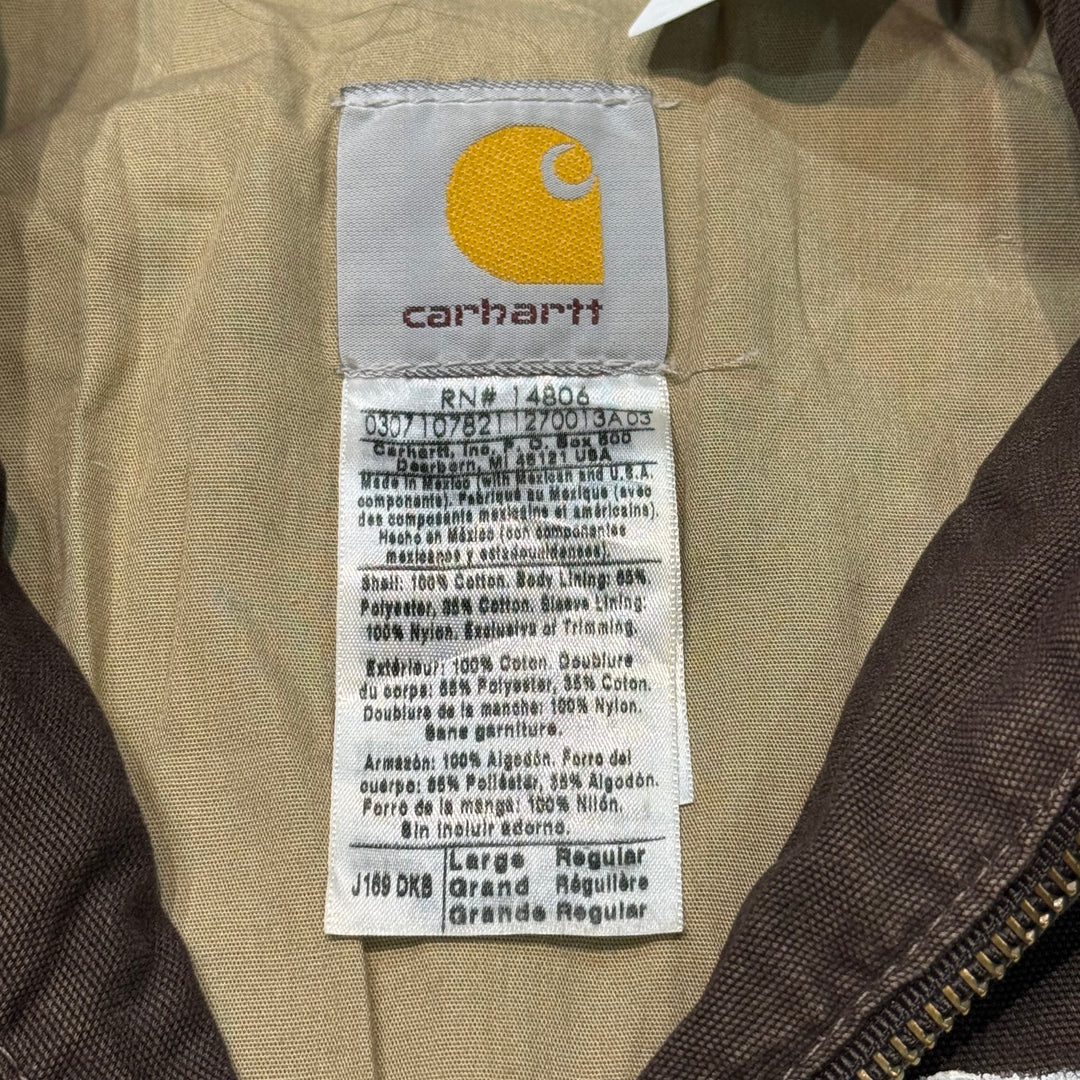 carhartt
RN# 14806
03071078211270013A03
Carhartt, Inc. P. O. Box 600
Dearborn, MI 48121 USA
Made in Mexico (with Mexican and U.S.A.
components). Fabriqué au Mexique (avec
des composants mexicains et américains).
Hecho en México (con componentes
mexicanos y estadounidenses).
Shell: 100% Cotton. Body Lining: 65%
Polyester, 35% Cotton. Sleeve Lining:
100% Nylon. Exclusive of Trimming.
Extérieur: 100% Coton. Doublure
du corps: 65% Polyester, 35% Coton.
Doublure de la manche: 100% Nylon.
Sans garniture.
Armazón: 100% Algodón. Forro del
cuerpo: 65% Poliéstar, 35% Algodón.
Forro de la manga: 100% Nilón.
Sin incluir adorno.
J169 DKB
Large Regular
Grand Régulière
Grande Regular